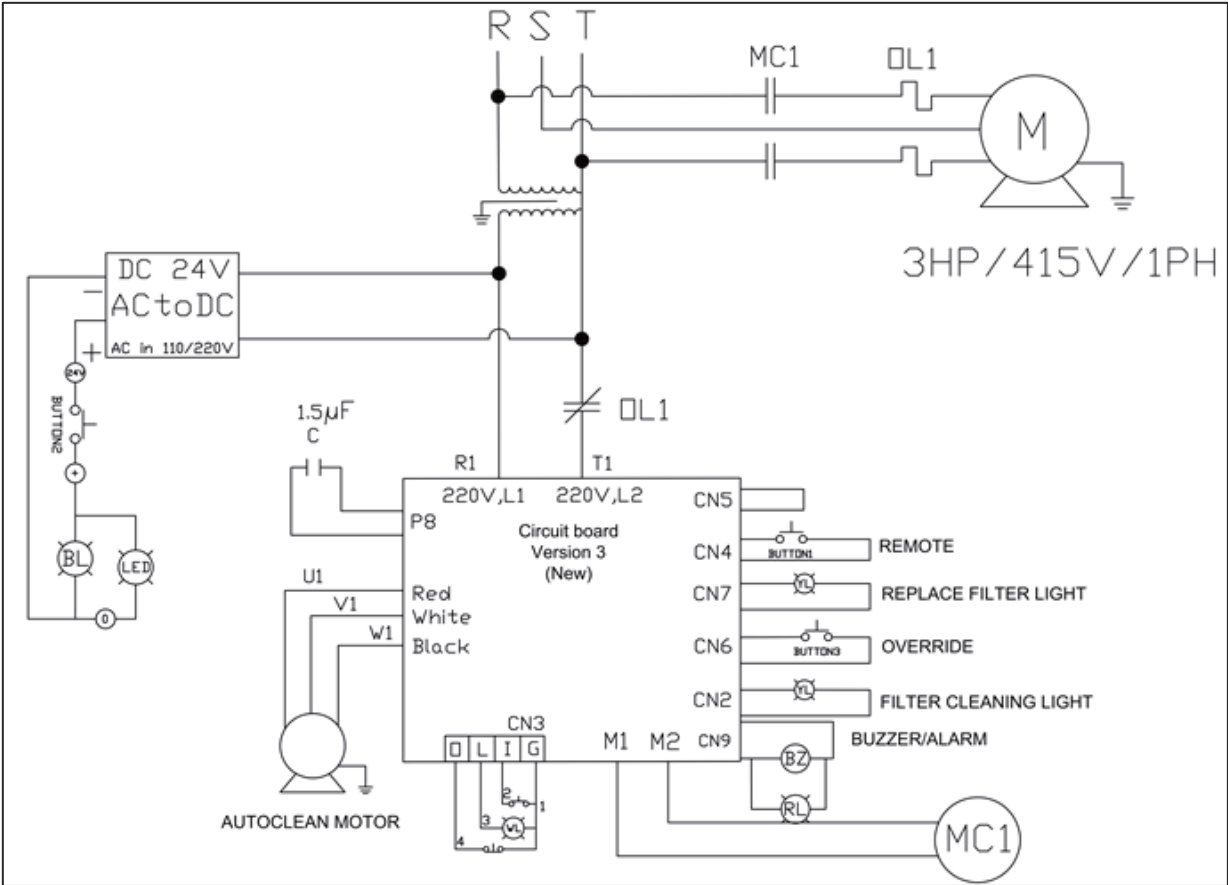 R S T
MC1
OL1
M
3HP/415V/1PH
DC 24V
−
ACtoDC
+
AC in 110/220V
24V
BUTTON2
+
BL
LED
0
OL1
1.5µF
C
R1
T1
220V,L1
220V,L2
P8
Circuit board
Version 3
(New)
CN5
CN4
BUTTON1
REMOTE
CN7
YL
REPLACE FILTER LIGHT
CN6
BUTTON3
OVERRIDE
CN2
YL
FILTER CLEANING LIGHT
CN9
BUZZER/ALARM
BZ
RL
U1
Red
V1
White
W1
Black
AUTOCLEAN MOTOR
CN3
O L I G
2
1
3
WL
4
M1
M2
MC1